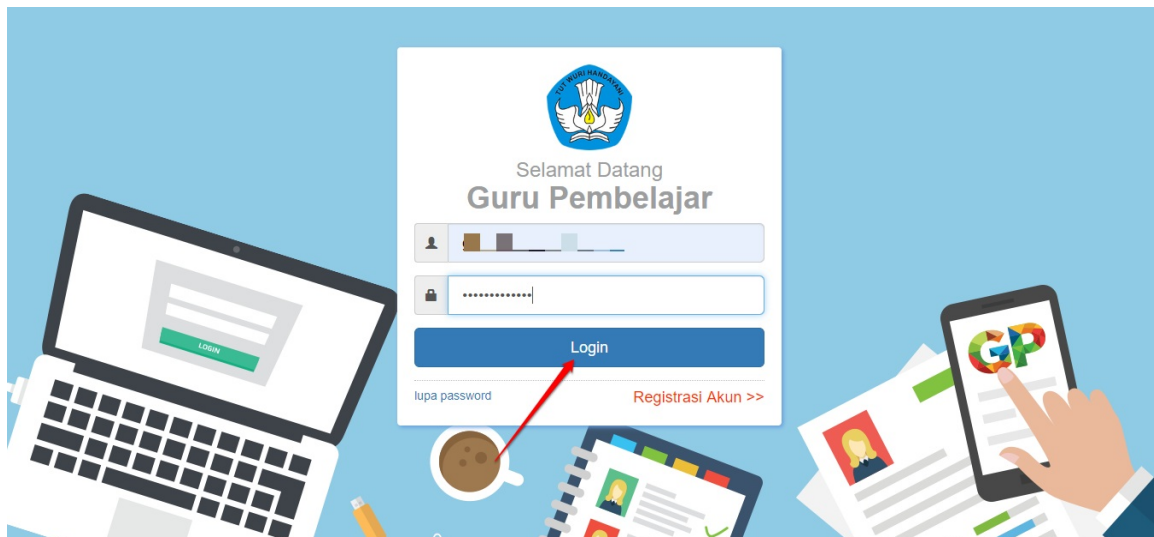 TUT WURI HANDAYANI
Selamat Datang
Guru Pembelajar
•••••••••••••
Login
lupa password
Registrasi Akun >>
LOGIN
GP